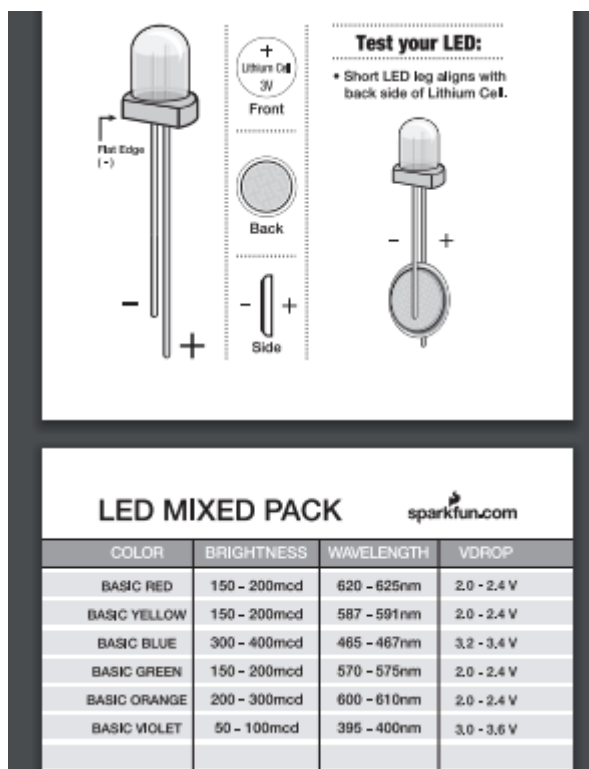 Test your LED:
• Short LED leg aligns with
back side of Lithium Cell.
+
Lithium Cell
3V
Front
Flat Edge
(-)
Back
- +
- +
Side
-
+
LED MIXED PACK
sparkfun.com
COLOR BRIGHTNESS WAVELENGTH VDROP
BASIC RED 150 - 200mcd 620 - 625nm 2.0 - 2.4 V
BASIC YELLOW 150 - 200mcd 587 - 591nm 2.0 - 2.4 V
BASIC BLUE 300 - 400mcd 465 - 467nm 3.2 - 3.4 V
BASIC GREEN 150 - 200mcd 570 - 575nm 2.0 - 2.4 V
BASIC ORANGE 200 - 300mcd 600 - 610nm 2.0 - 2.4 V
BASIC VIOLET 50 - 100mcd 395 - 400nm 3.0 - 3.6 V